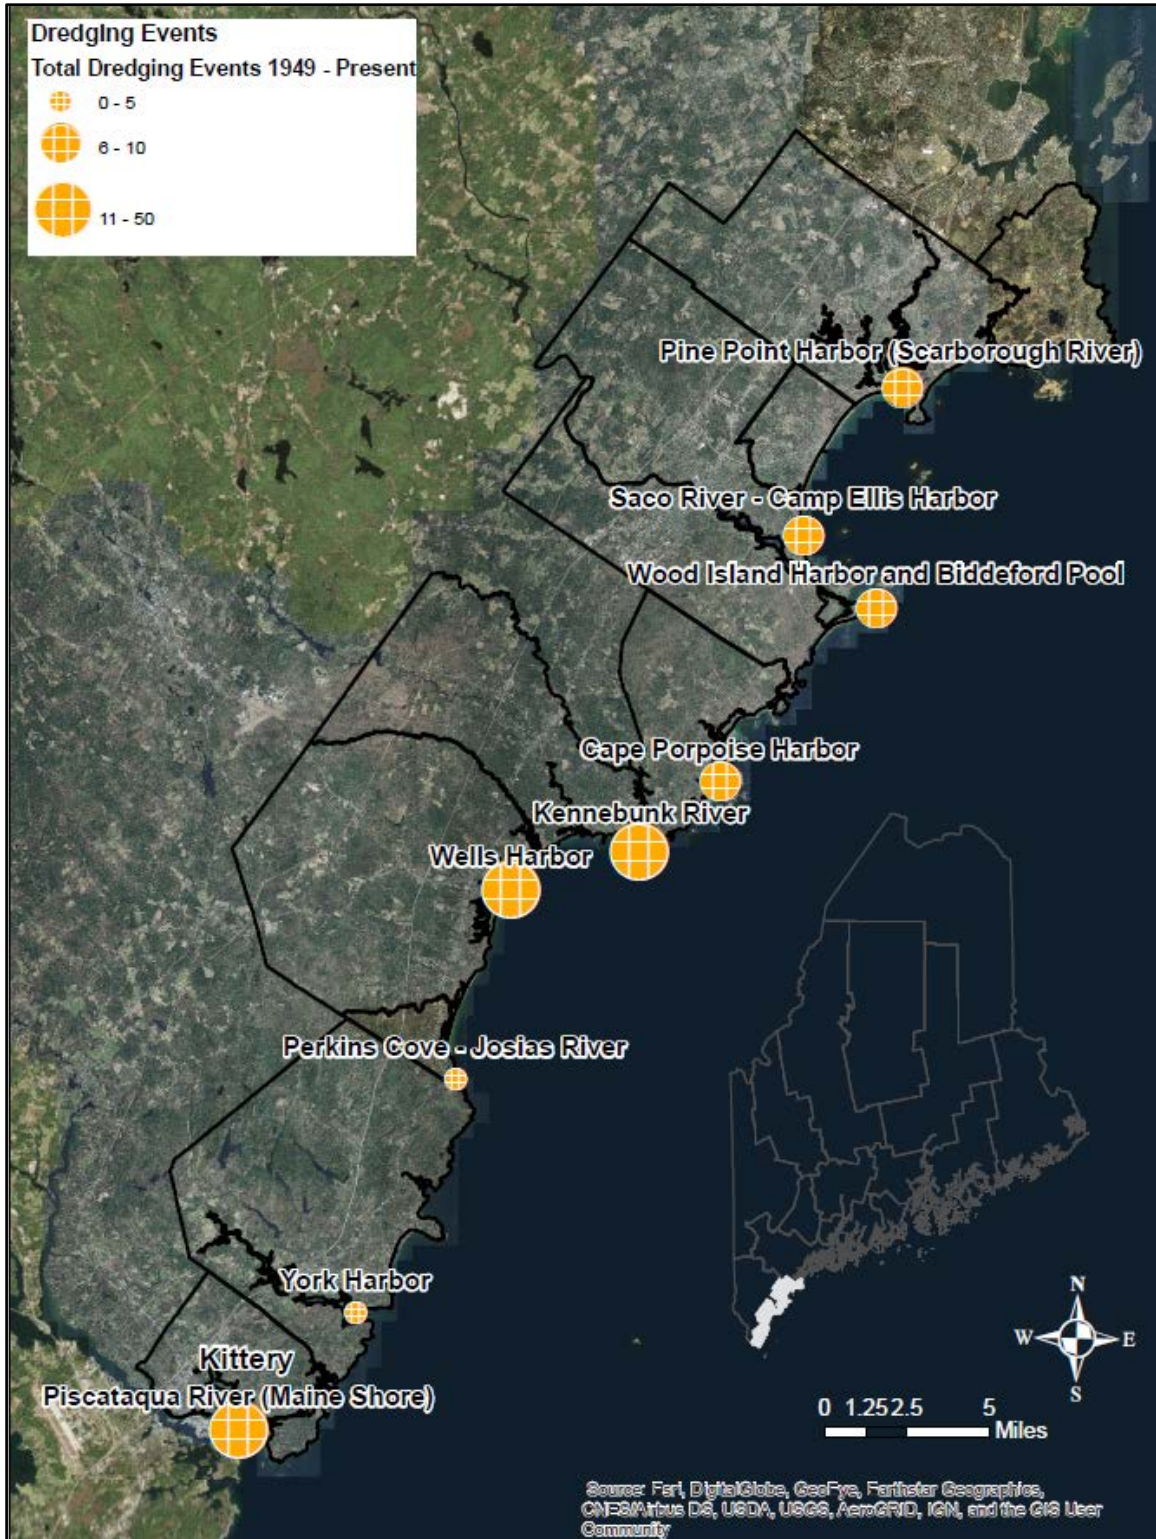 Dredging Events
Total Dredging Events 1949 - Present
0 - 5
6 - 10
11 - 50
Pine Point Harbor (Scarborough River)
Saco River - Camp Ellis Harbor
Wood Island Harbor and Biddeford Pool
Cape Porpoise Harbor
Kennebunk River
Wells Harbor
Perkins Cove - Josias River
York Harbor
Kittery
Piscataqua River (Maine Shore)
N
W E
S
0 1.25 2.5 5
Miles
Source: Esri, DigitalGlobe, GeoEye, Earthstar Geographics,
CNES/Airbus DS, USDA, USGS, AeroGRID, IGN, and the GIS User
Community